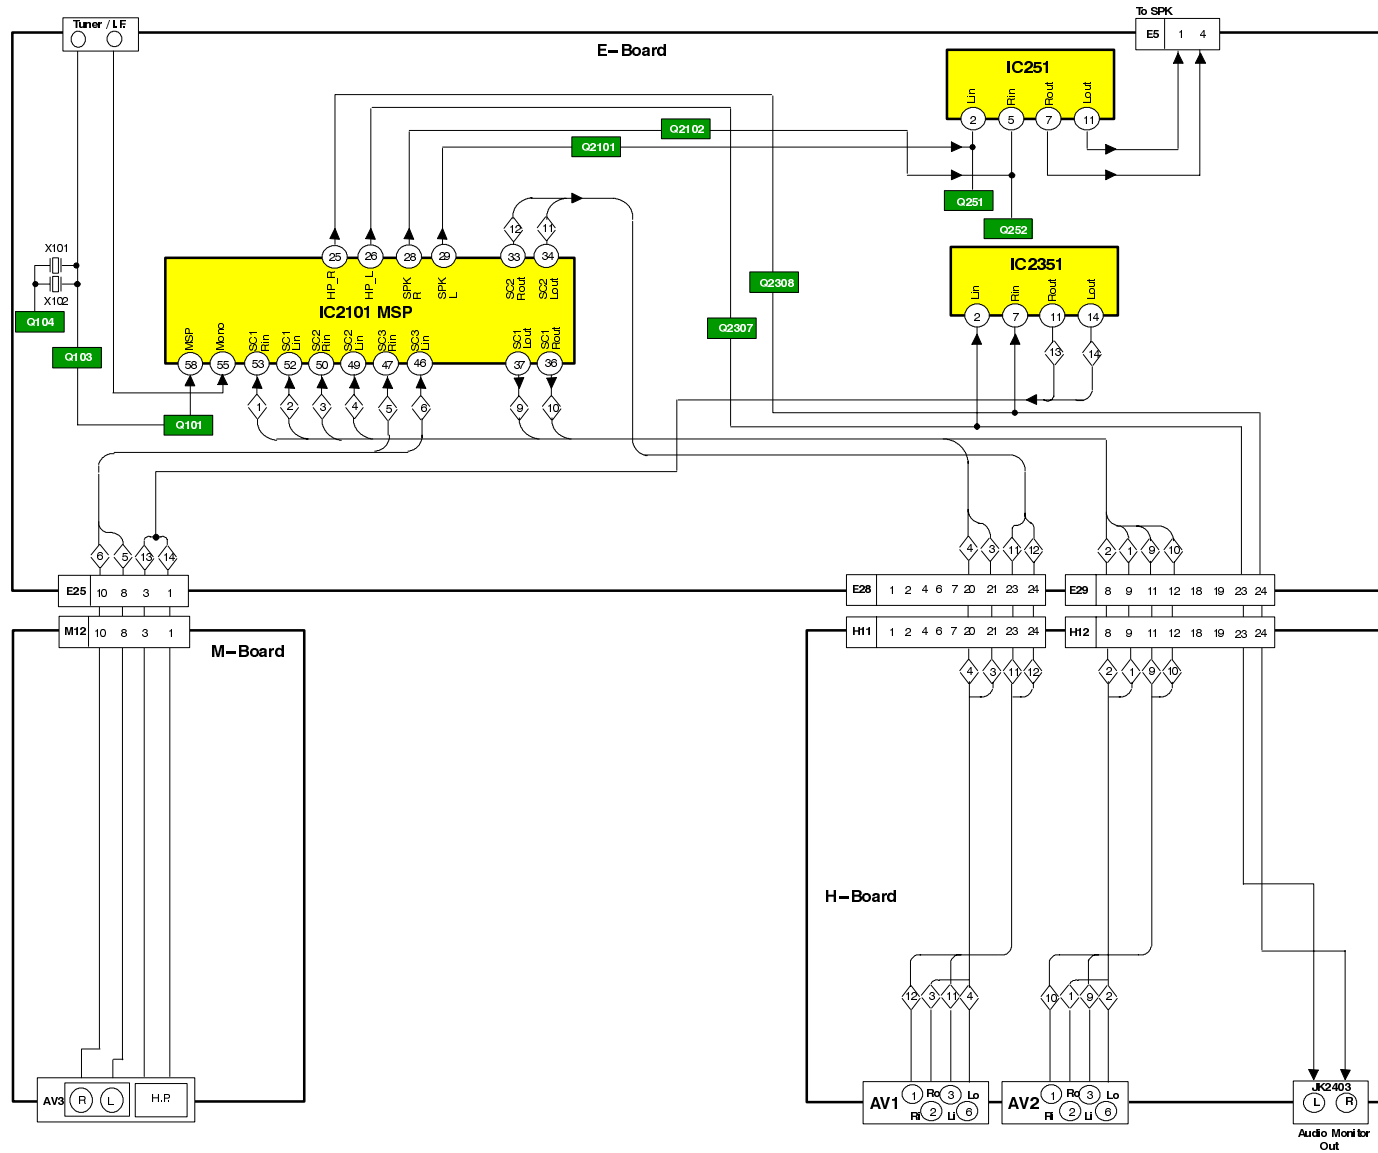 To SPK
Tuner / I.F.
E5 1 4
E-Board
IC251
Lin Rin Rout Lout
2 5 7 11
Q2102
Q2101
Q251
Q252
12 11
X101
X102
Q104
Q103
Q101
25 26 28 29 33 34
HP_R HP_L SPK R SPK L SC2 Rout SC2 Lout
IC2101 MSP
MSP Mono SC1 Rin SC1 Lin SC2 Rin SC2 Lin SC3 Rin SC3 Lin SC1 Lout SC1 Rout
58 55 53 52 50 49 47 46 37 36
1 2 3 4 5 6 9 10
IC2351
Lin Rin Rout Lout
2 7 11 14
13 14
Q2308
Q2307
6 5 13 14
4 3 11 12
2 1 9 10
E25 10 8 3 1
E28 1 2 4 6 7 20 21 23 24
E29 8 9 11 12 18 19 23 24
M12 10 8 3 1
H11 1 2 4 6 7 20 21 23 24
H12 8 9 11 12 18 19 23 24
M-Board
4 3 11 12
2 1 9 10
H-Board
12 3 11 4
10 1 9 2
AV3 R L H.P.
AV1 1 Ro 3 Lo
Ri 2 Li 6
AV2 1 Ro 3 Lo
Ri 2 Li 6
JK2403
L R
Audio Monitor
Out